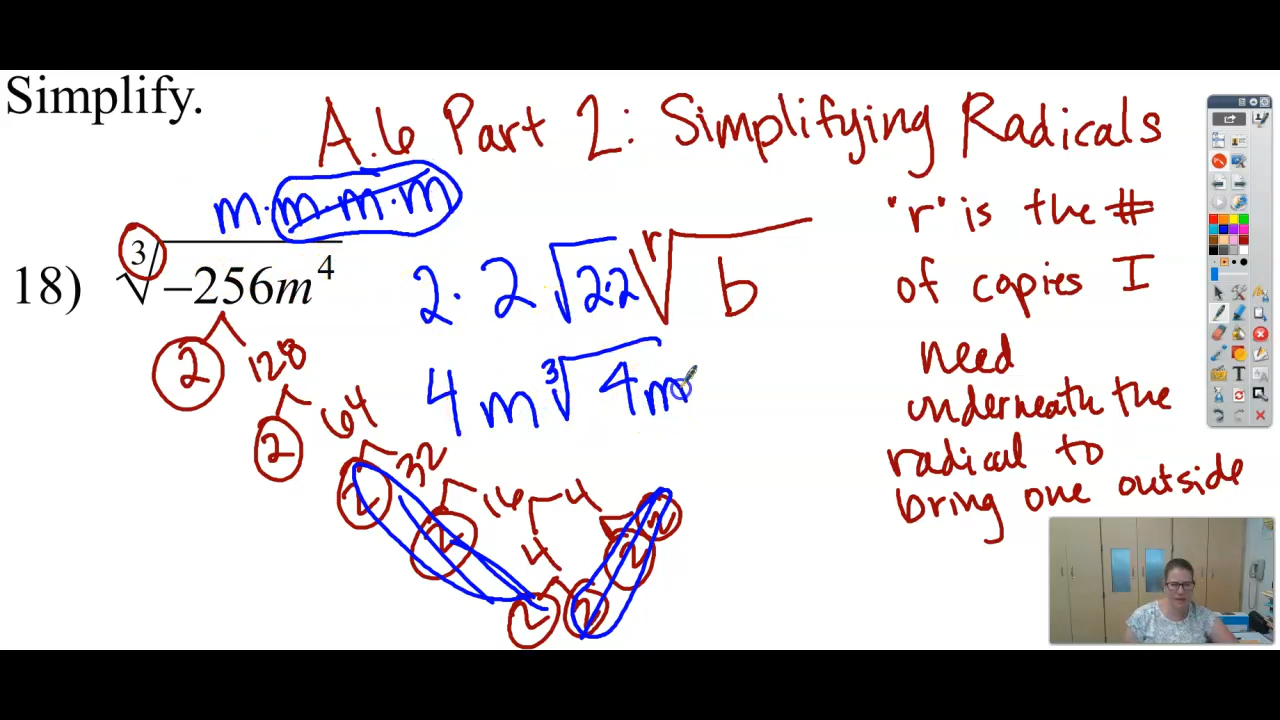 Simplify.
A.6 Part 2: Simplifying Radicals
m·m·m·m
18) ∛−256m⁴
2·2√2·2
ʳ√b
4m∛4m
2 128
2 64
2 32
2 16 4
4 2 2
2 2
"r" is the #
of copies I
need
underneath the
radical to
bring one outside
T